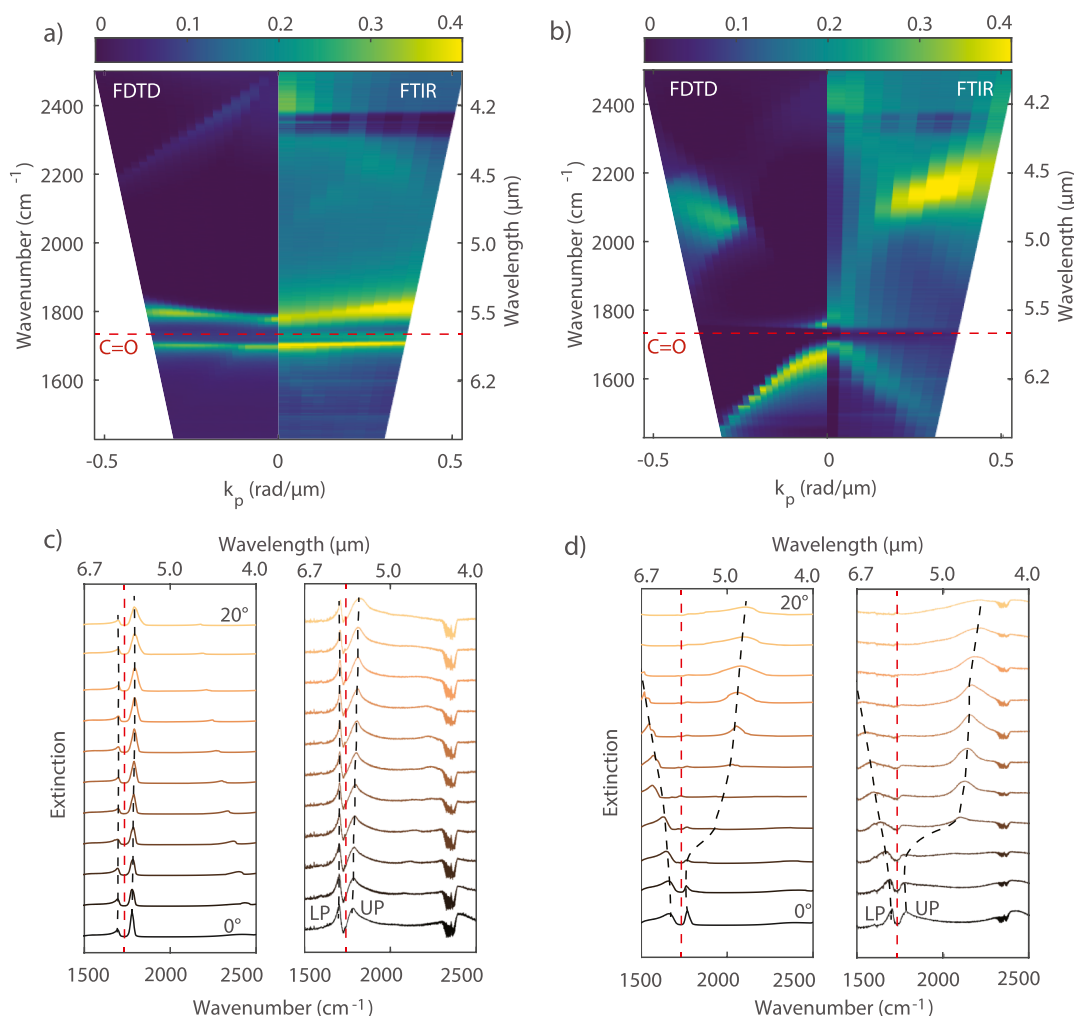 a)
0 0.1 0.2 0.3 0.4
FDTD
FTIR
2400
2200
2000
1800
1600
Wavenumber (cm⁻¹)
C=O
4.2
4.5
5.0
5.5
6.2
Wavelength (μm)
-0.5 0 0.5
kₚ (rad/μm)
b)
0 0.1 0.2 0.3 0.4
FDTD
FTIR
2400
2200
2000
1800
1600
Wavenumber (cm⁻¹)
C=O
4.2
4.5
5.0
5.5
6.2
Wavelength (μm)
-0.5 0 0.5
kₚ (rad/μm)
c)
Wavelength (μm)
6.7 5.0 4.0 6.7 5.0 4.0
20°
Extinction
0°
LP
UP
1500 2000 2500 1500 2000 2500
Wavenumber (cm⁻¹)
d)
Wavelength (μm)
6.7 4.7 4.0 6.7 4.7 4.0
20°
Extinction
0°
LP
UP
1500 2000 2500 1500 2000 2500
Wavenumber (cm⁻¹)